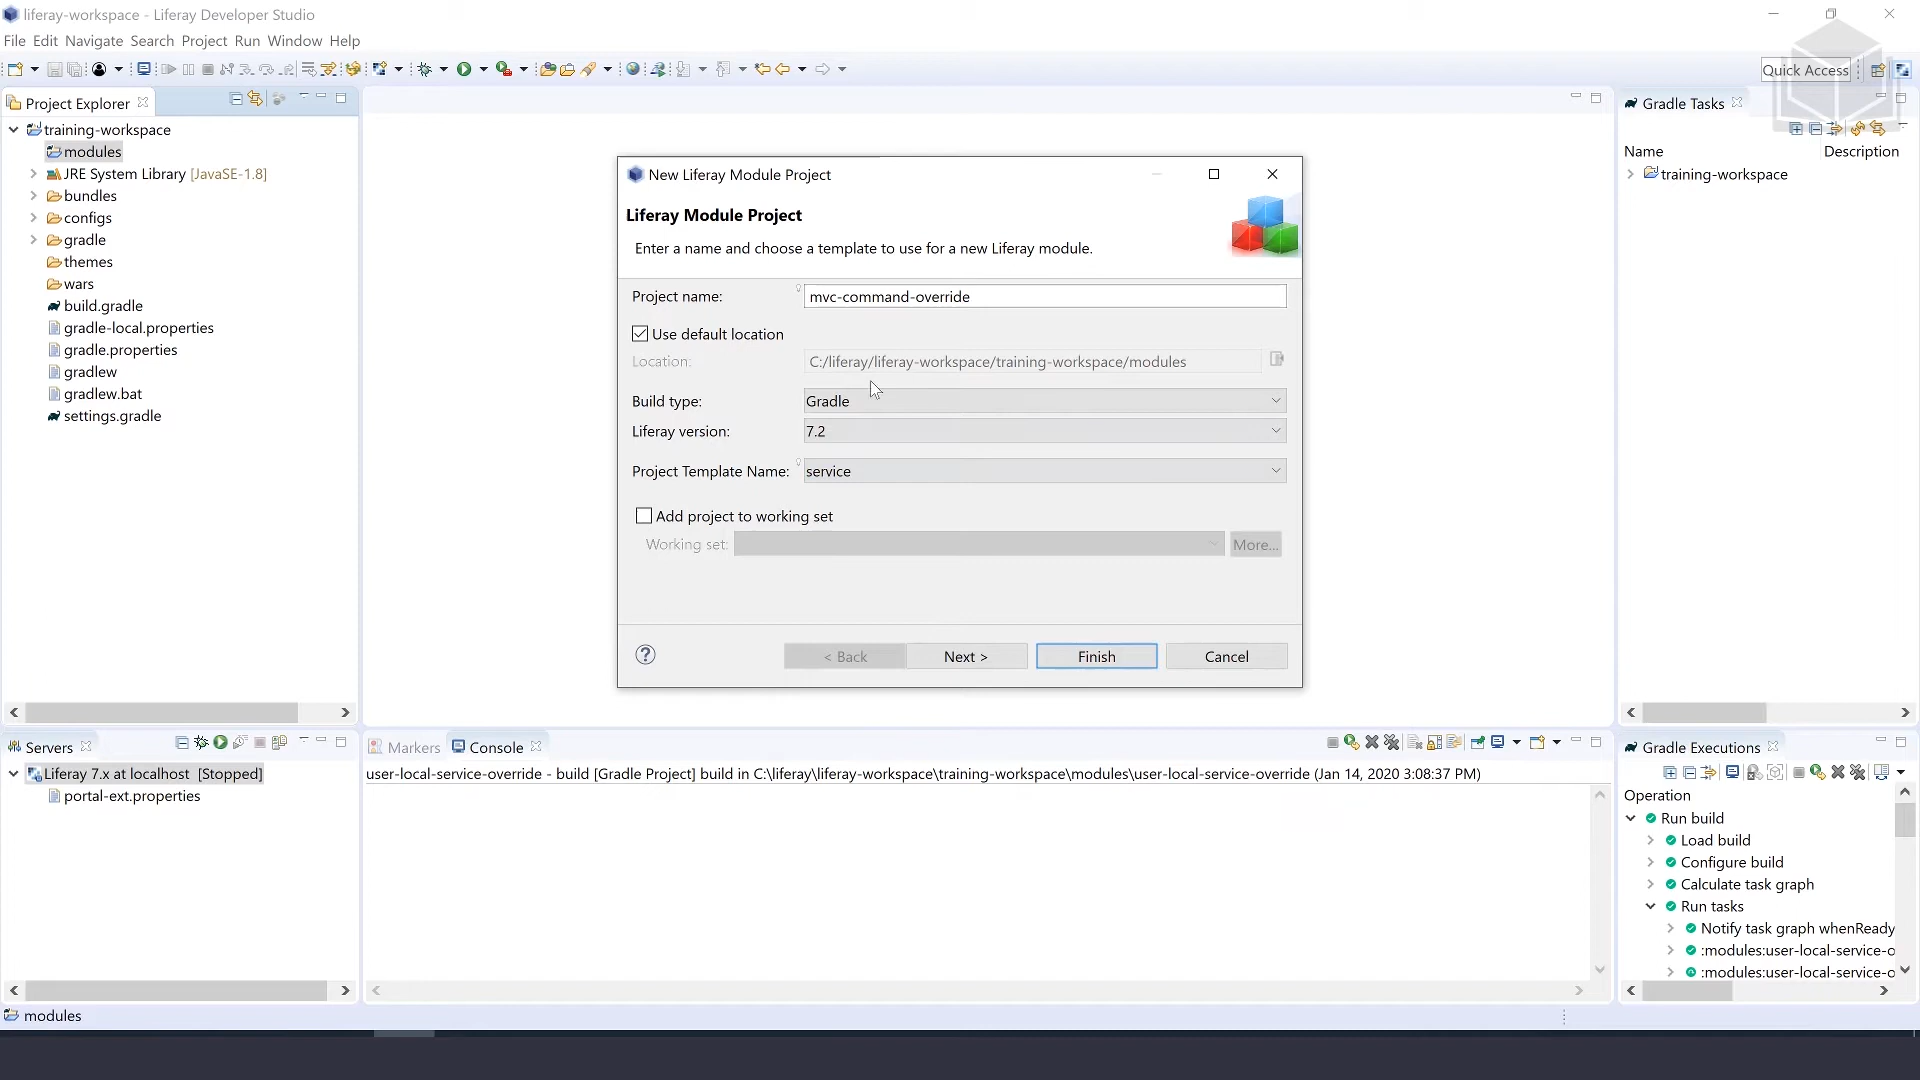 liferay-workspace - Liferay Developer Studio
File Edit Navigate Search Project Run Window Help
Quick Access
Project Explorer
training-workspace
modules
JRE System Library [JavaSE-1.8]
bundles
configs
gradle
themes
wars
build.gradle
gradle-local.properties
gradle.properties
gradlew
gradlew.bat
settings.gradle
New Liferay Module Project
Liferay Module Project
Enter a name and choose a template to use for a new Liferay module.
Project name: mvc-command-override
Use default location
Location: C:/liferay/liferay-workspace/training-workspace/modules
Build type: Gradle
Liferay version: 7.2
Project Template Name: service
Add project to working set
Working set: More...
< Back Next > Finish Cancel
Gradle Tasks
Name Description
training-workspace
Servers
Liferay 7.x at localhost [Stopped]
portal-ext.properties
Markers Console
user-local-service-override - build [Gradle Project] build in C:\liferay\liferay-workspace\training-workspace\modules\user-local-service-override (Jan 14, 2020 3:08:37 PM)
Gradle Executions
Operation
Run build
Load build
Configure build
Calculate task graph
Run tasks
Notify task graph whenReady
:modules:user-local-service-o
:modules:user-local-service-o
modules